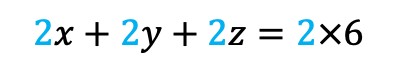 2x + 2y + 2z = 2×6